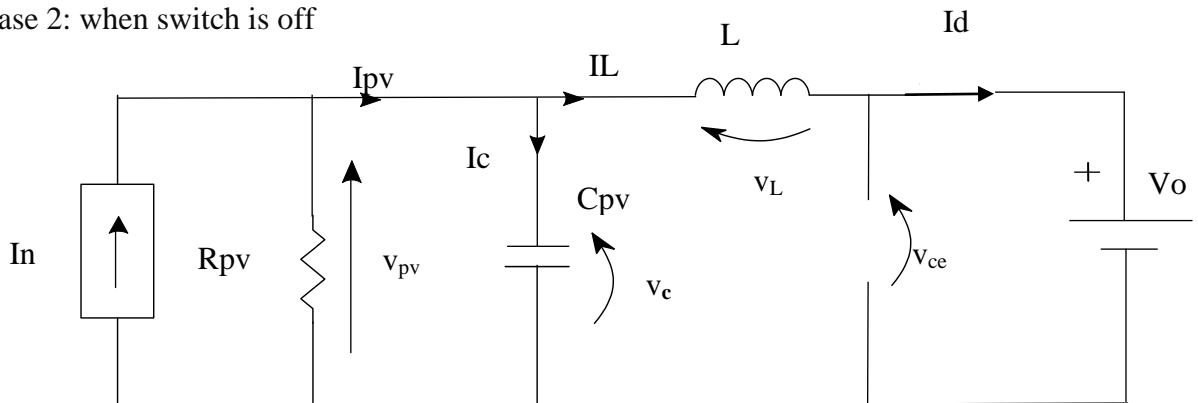 ase 2: when switch is off
Id
L
IL
Ipv
Ic
vL
+
Vo
Cpv
In
Rpv
vpv
vce
vc